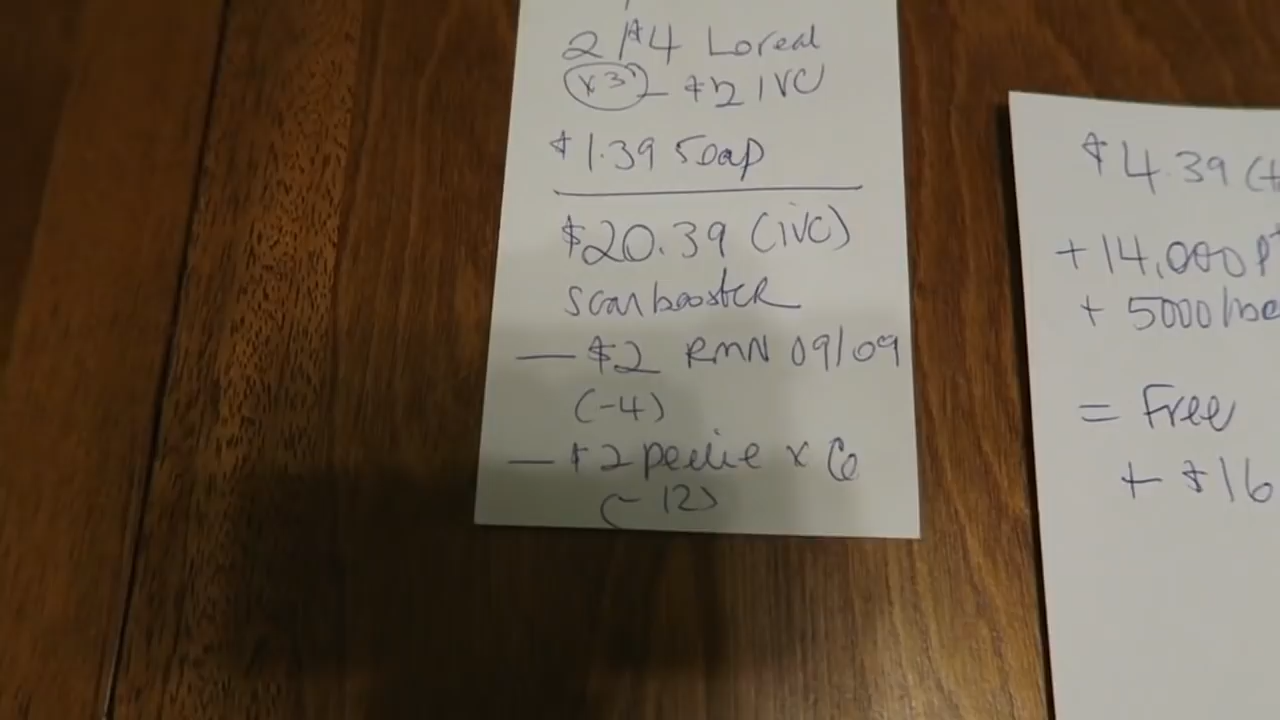 2/$4 Loreal
(x3) - $2 IVC
$1.39 Soap
$20.39 (IVC)
scanbooster
— $2 RMN 09/09
(-4)
— $2 peelie x 6
(-12)
$4.39 (+
+ 14,000 p
+ 5000
= Free
+ $16